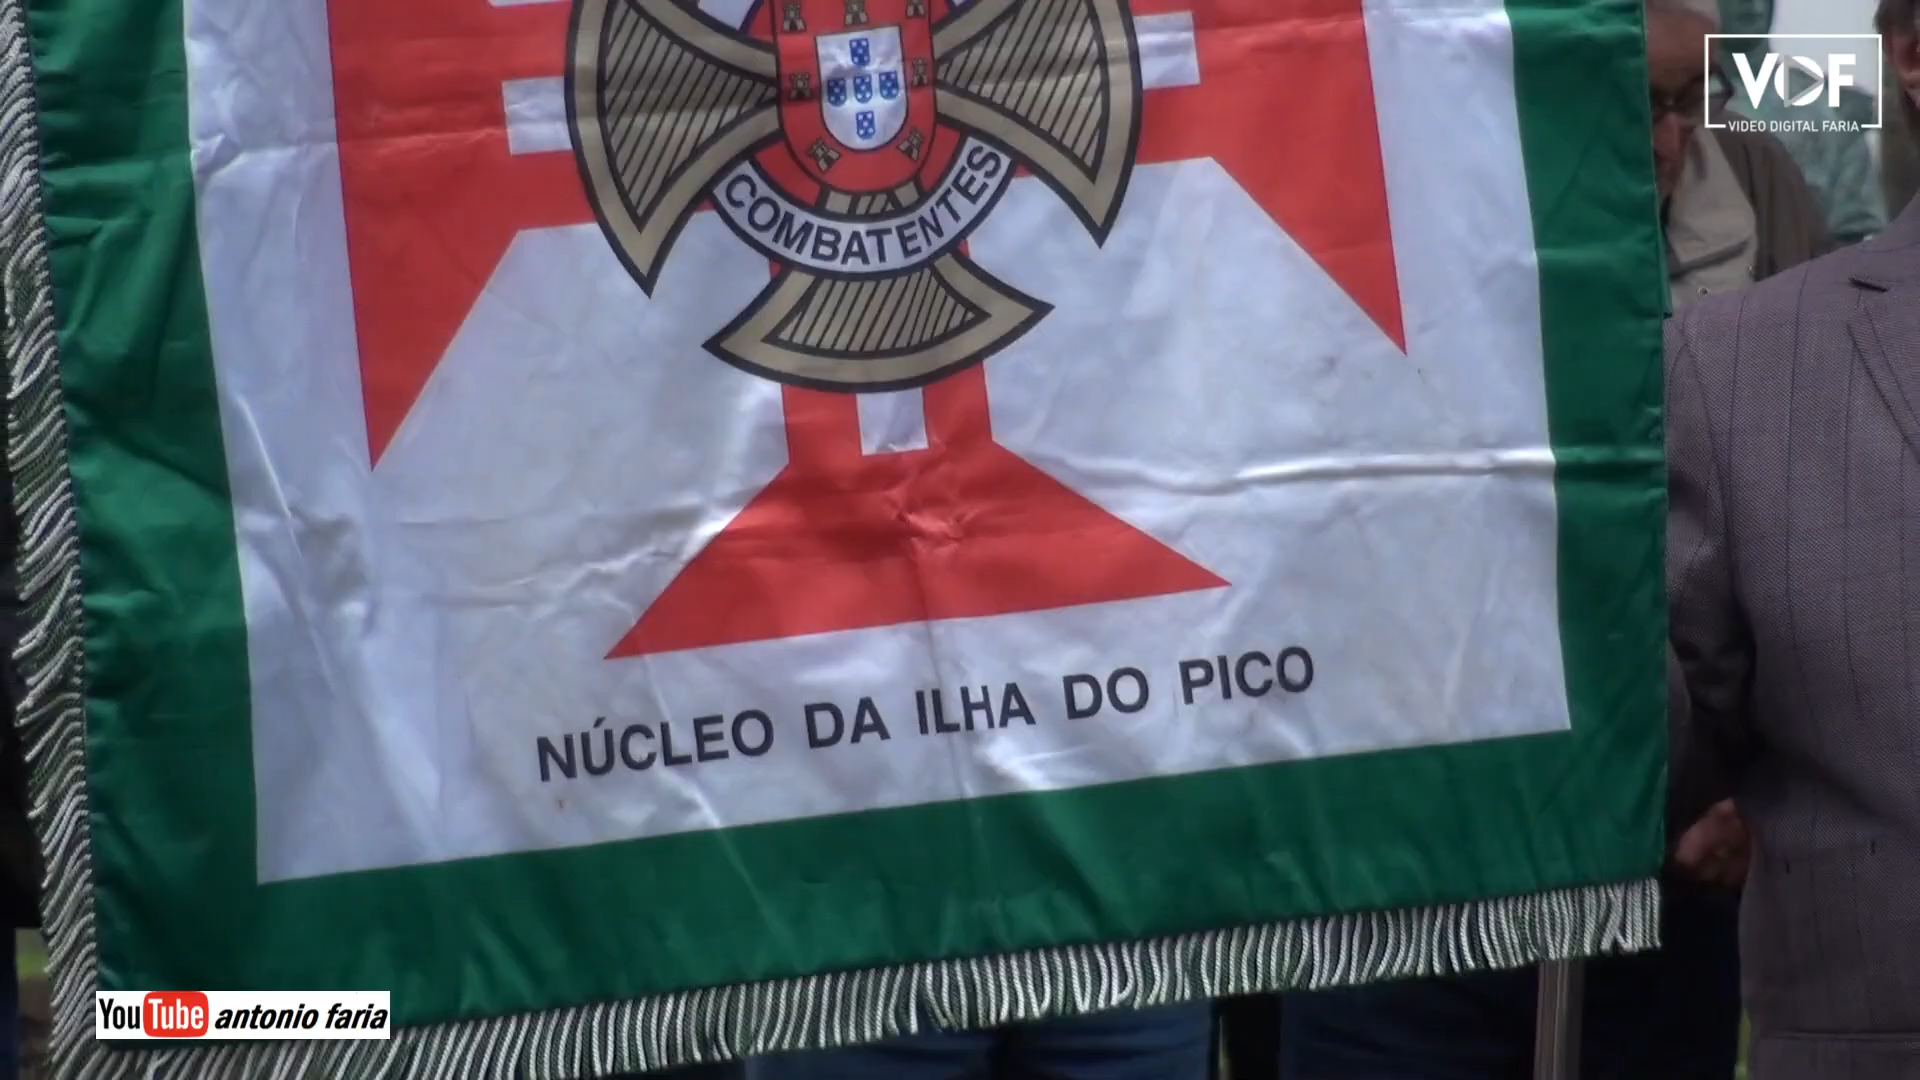 VDF
VIDEO DIGITAL FARIA
COMBATENTES
NÚCLEO DA ILHA DO PICO
YouTube antonio faria